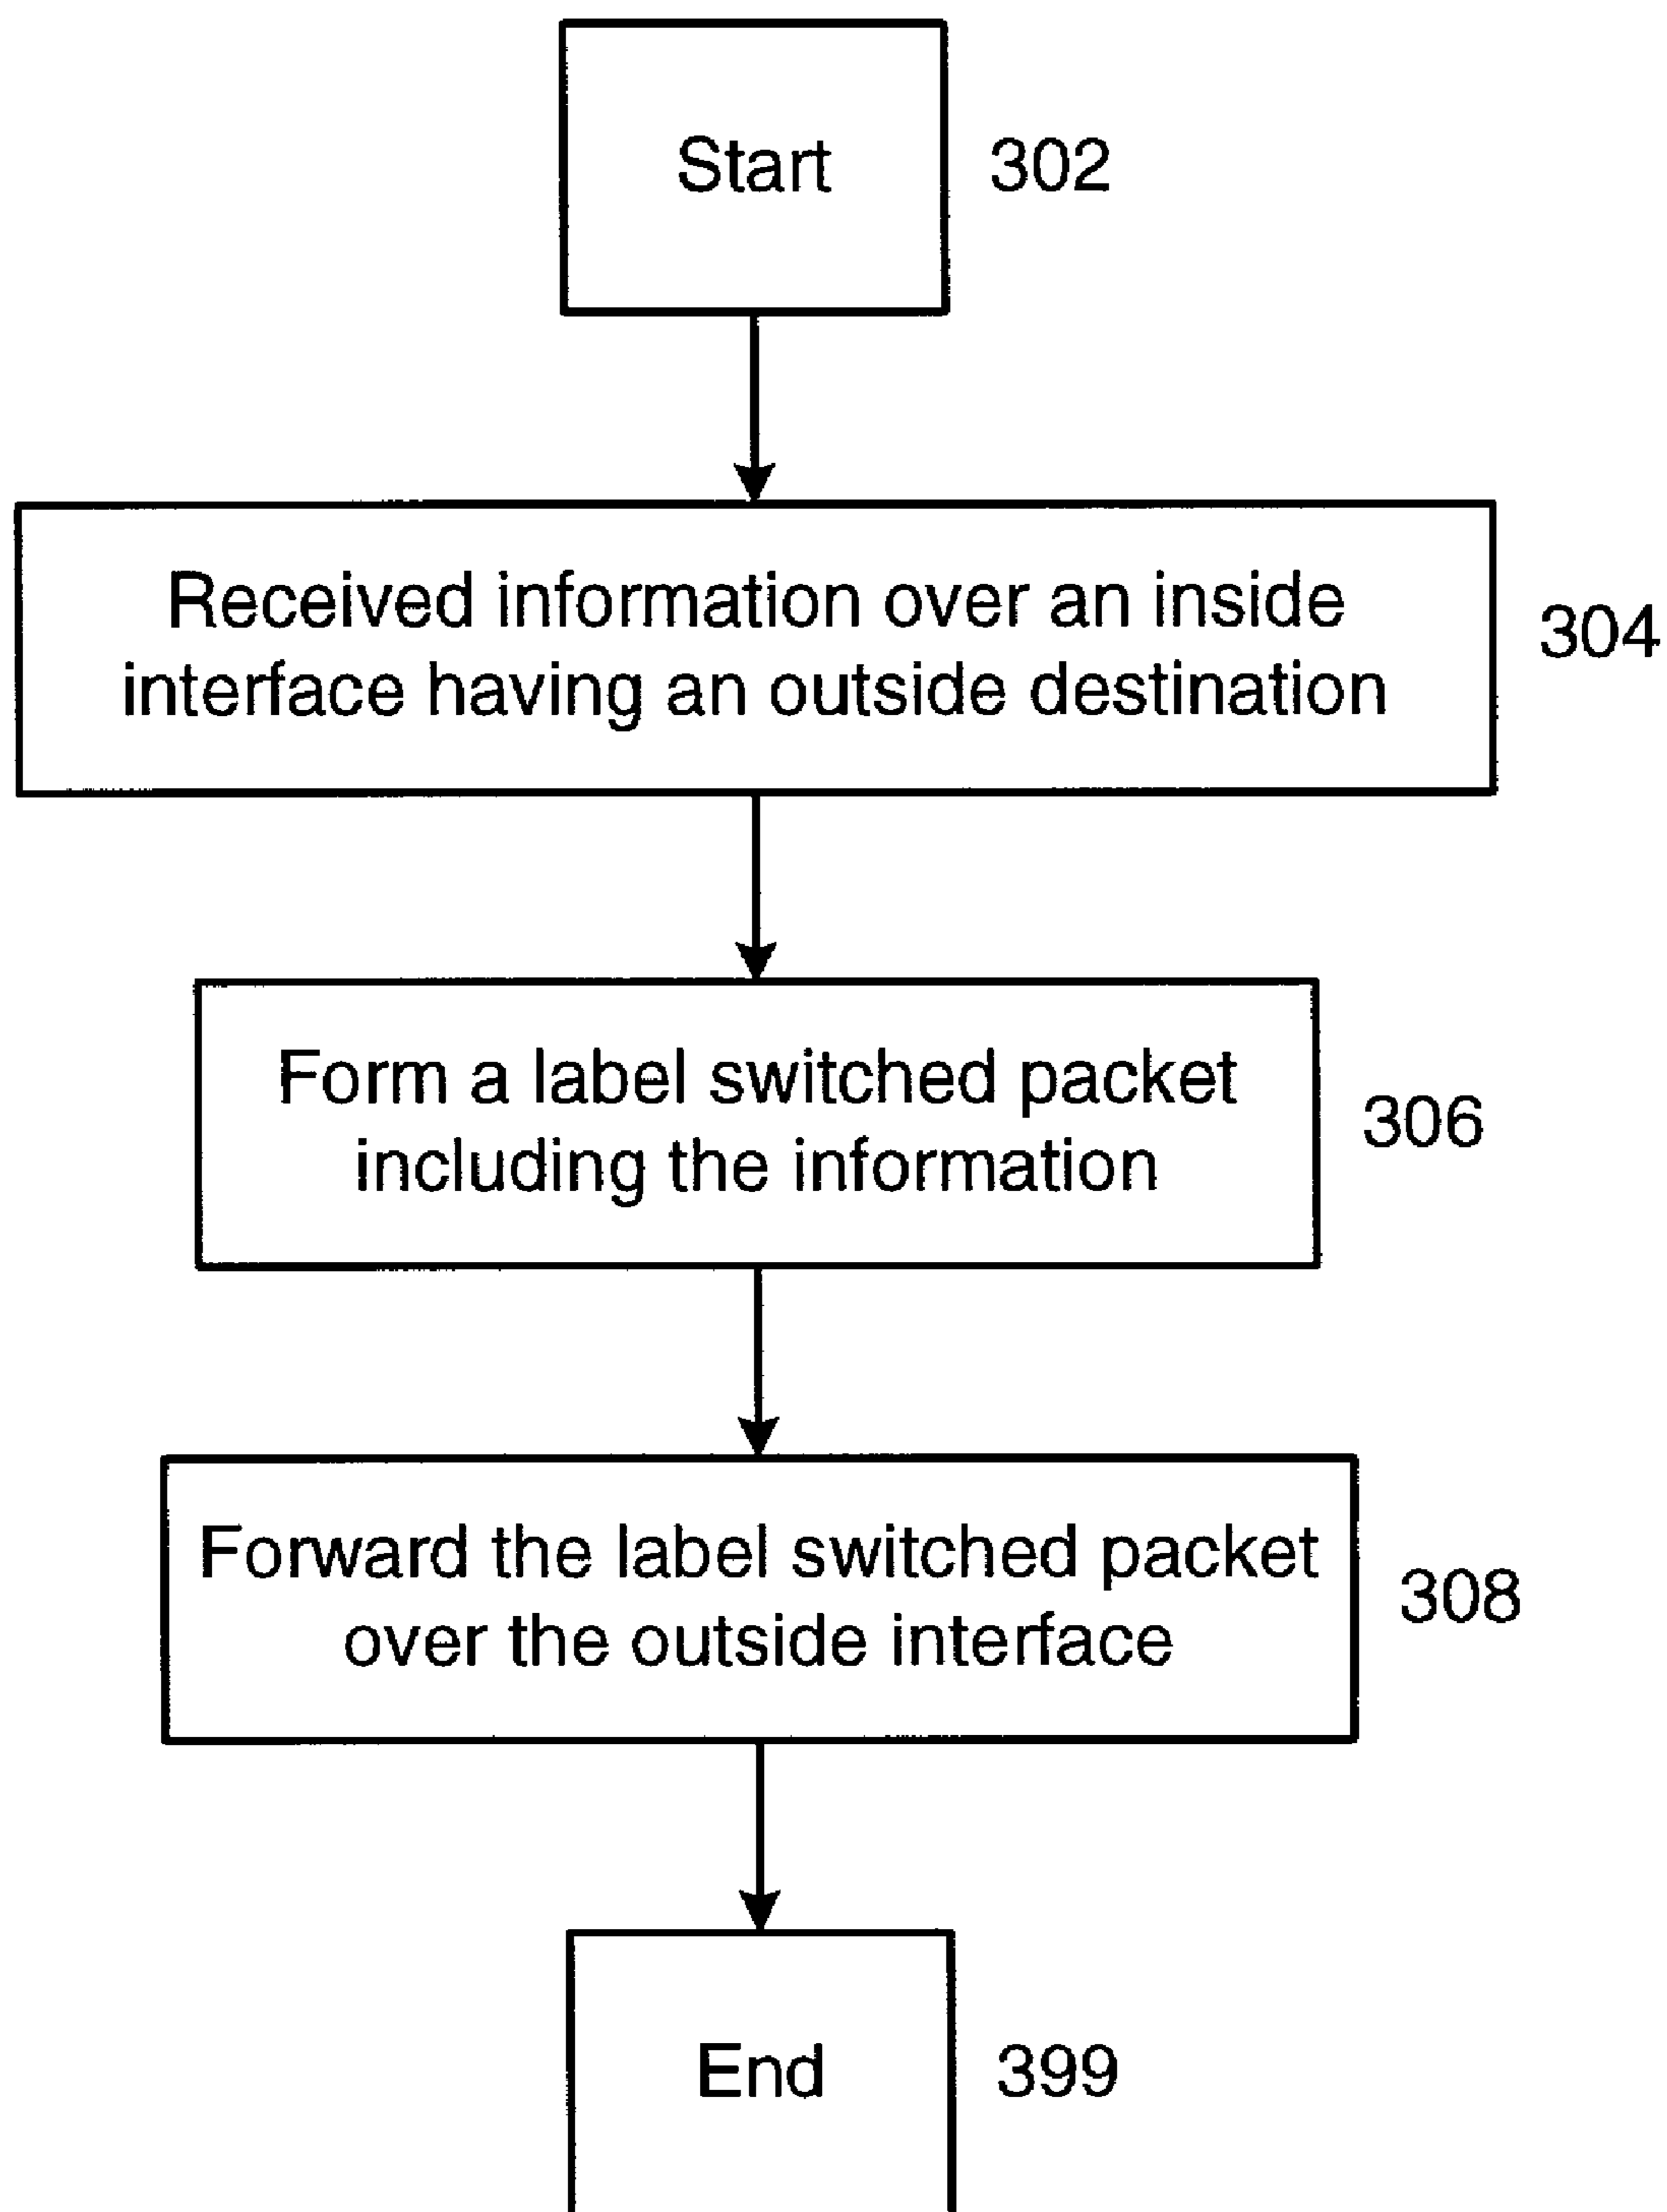 Start
302
Received information over an inside
interface having an outside destination
304
Form a label switched packet
including the information
306
Forward the label switched packet
over the outside interface
308
End
399